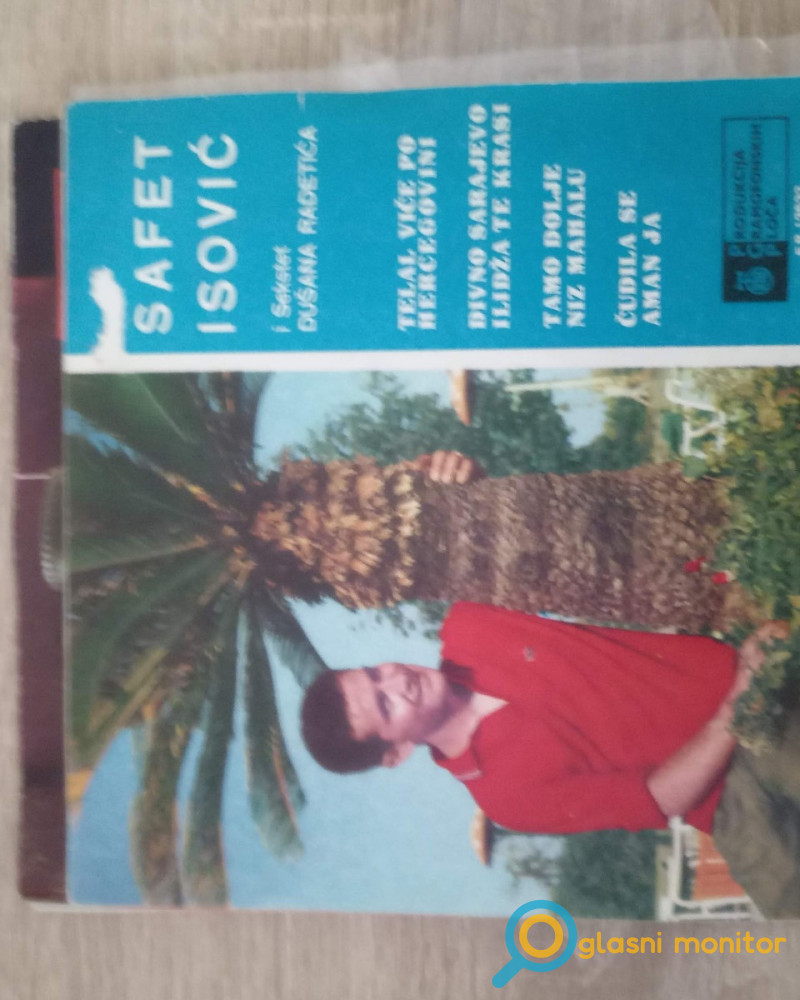 SAFET
ISOVIĆ
i Sekstet
DUŠANA RADETIĆA
TELAL VIČE PO
HERCEGOVINI
DIVNO SARAJEVO
ILIDŽA TE KRASI
TAMO DOLJE
NIZ MAHALU
ČUDILA SE
AMAN JA
PRODUKCIJA
GRAMOFONSKIH
PLOČA
glasni monitor